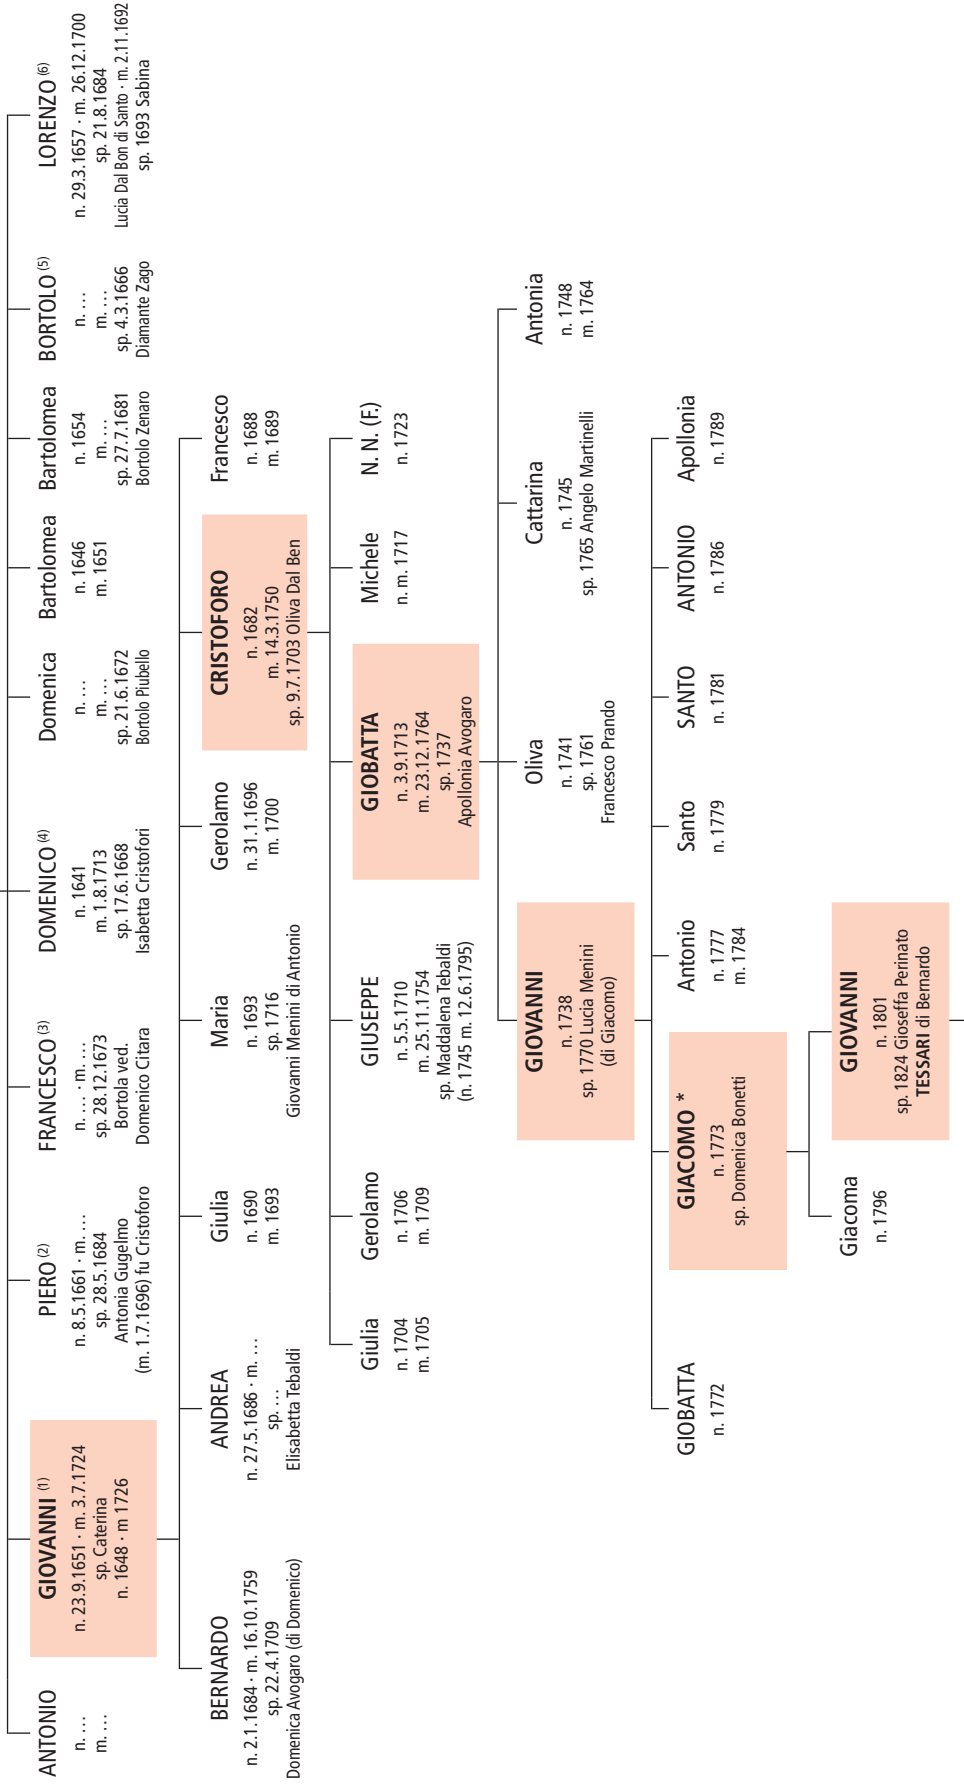 ANTONIO
n. …
m. …
GIOVANNI (1)
n. 23.9.1651 · m. 3.7.1724
sp. Caterina
n. 1648 · m 1726
PIERO (2)
n. 8.5.1661 · m. …
sp. 28.5.1684
Antonia Gugelmo
(m. 1.7.1696) fu Cristoforo
FRANCESCO (3)
n. … · m. …
sp. 28.12.1673
Bortola ved.
Domenico Citara
DOMENICO (4)
n. 1641
m. 1.8.1713
sp. 17.6.1668
Isabetta Cristofori
Domenica
n. …
m. …
sp. 21.6.1672
Bortolo Piubello
Bartolomea
n. 1646
m. 1651
Bartolomea
n. 1654
m. …
sp. 27.7.1681
Bortolo Zenaro
BORTOLO (5)
n. …
m. …
sp. 4.3.1666
Diamante Zago
LORENZO (6)
n. 29.3.1657 · m. 26.12.1700
sp. 21.8.1684
Lucia Dal Bon di Santo · m. 2.11.1692
sp. 1693 Sabina
BERNARDO
n. 2.1.1684 · m. 16.10.1759
sp. 22.4.1709
Domenica Avogaro (di Domenico)
ANDREA
n. 27.5.1686 · m. …
sp. …
Elisabetta Tebaldi
Giulia
n. 1690
m. 1693
Maria
n. 1693
sp. 1716
Giovanni Menini di Antonio
Gerolamo
n. 31.1.1696
m. 1700
CRISTOFORO
n. 1682
m. 14.3.1750
sp. 9.7.1703 Oliva Dal Ben
Francesco
n. 1688
m. 1689
Giulia
n. 1704
m. 1705
Gerolamo
n. 1706
m. 1709
GIUSEPPE
n. 5.5.1710
m. 25.11.1754
sp. Maddalena Tebaldi
(n. 1745 m. 12.6.1795)
GIOBATTA
n. 3.9.1713
m. 23.12.1764
sp. 1737
Apollonia Avogaro
Michele
n. m. 1717
N. N. (F.)
n. 1723
GIOVANNI
n. 1738
sp. 1770 Lucia Menini
(di Giacomo)
Oliva
n. 1741
sp. 1761
Francesco Prando
Cattarina
n. 1745
sp. 1765 Angelo Martinelli
Antonia
n. 1748
m. 1764
GIOBATTA
n. 1772
GIACOMO *
n. 1773
sp. Domenica Bonetti
Antonio
n. 1777
m. 1784
Santo
n. 1779
SANTO
n. 1781
ANTONIO
n. 1786
Apollonia
n. 1789
Giacoma
n. 1796
GIOVANNI
n. 1801
sp. 1824 Gioseffa Perinato
TESSARI di Bernardo